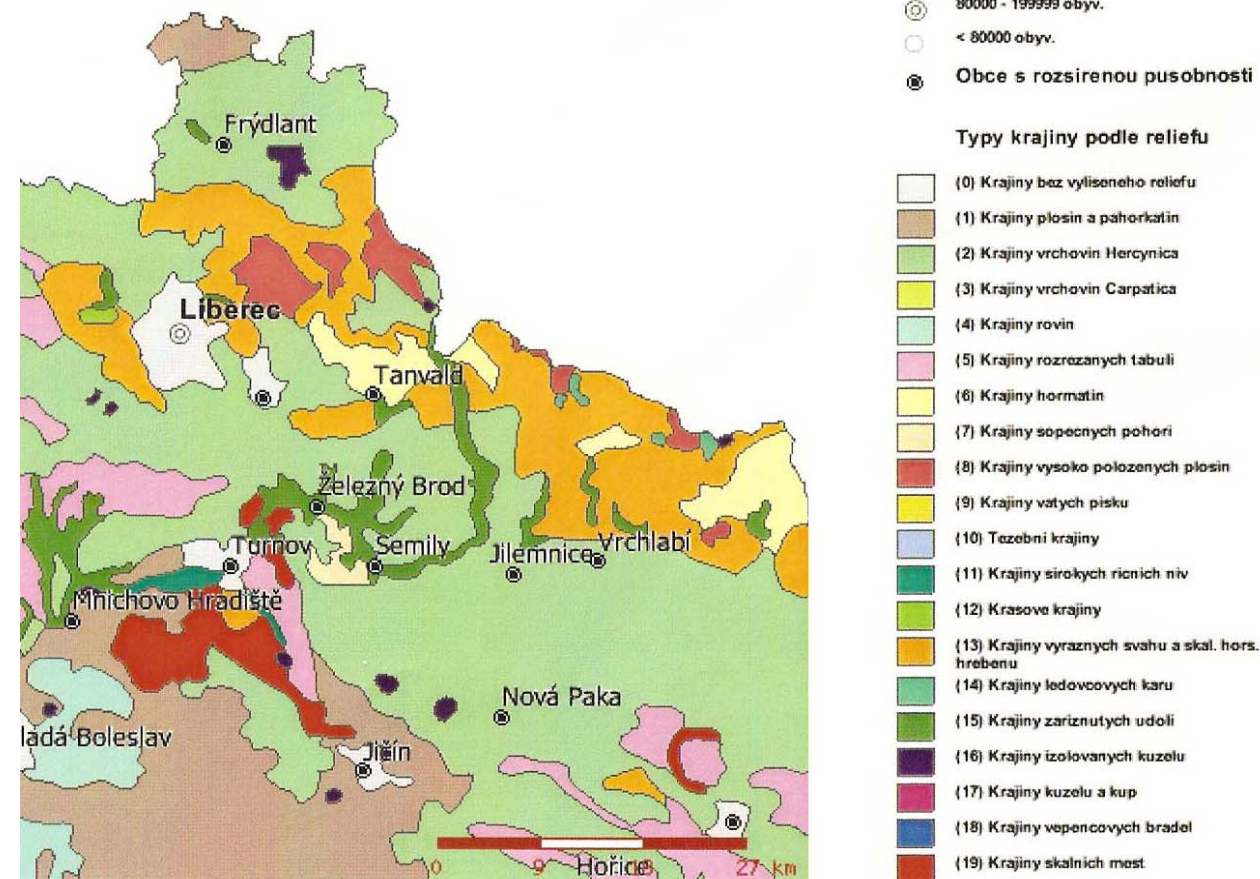 Frýdlant
Liberec
Tanvald
Železný Brod
Turnov
Semily
Jilemnice
Vrchlabí
Mnichovo Hradiště
Nová Paka
ladá Boleslav
Jičín
Hořice
0 9 18 27 km
80000 - 199999 obyv.
< 80000 obyv.
Obce s rozsirenou pusobnosti
Typy krajiny podle reliefu
(0) Krajiny bez vyliseneho reliefu
(1) Krajiny plosin a pahorkatin
(2) Krajiny vrchovin Hercynica
(3) Krajiny vrchovin Carpatica
(4) Krajiny rovin
(5) Krajiny rozrezanych tabuli
(6) Krajiny hornatin
(7) Krajiny sopecnych pohori
(8) Krajiny vysoko polozenych plosin
(9) Krajiny vatych pisku
(10) Tezebni krajiny
(11) Krajiny sirokych ricnich niv
(12) Krasove krajiny
(13) Krajiny vyraznych svahu a skal. hors.
hrebenu
(14) Krajiny ledovcovych karu
(15) Krajiny zariznutych udoli
(16) Krajiny izolovanych kuzelu
(17) Krajiny kuzelu a kup
(18) Krajiny vapencovych bradel
(19) Krajiny skalnich mest